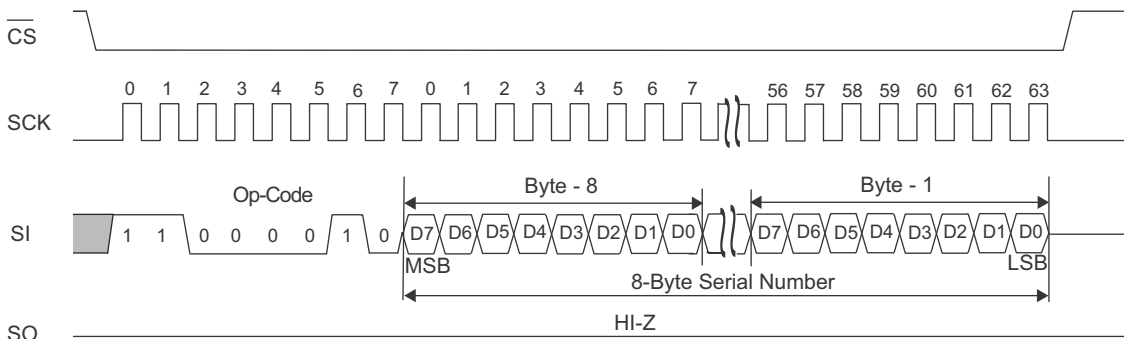 CS
0 1 2 3 4 5 6 7 0 1 2 3 4 5 6 7 56 57 58 59 60 61 62 63
SCK
Op-Code Byte - 8 Byte - 1
SI 1 1 0 0 0 0 1 0 D7 D6 D5 D4 D3 D2 D1 D0 D7 D6 D5 D4 D3 D2 D1 D0
MSB LSB
8-Byte Serial Number
HI-Z
SO